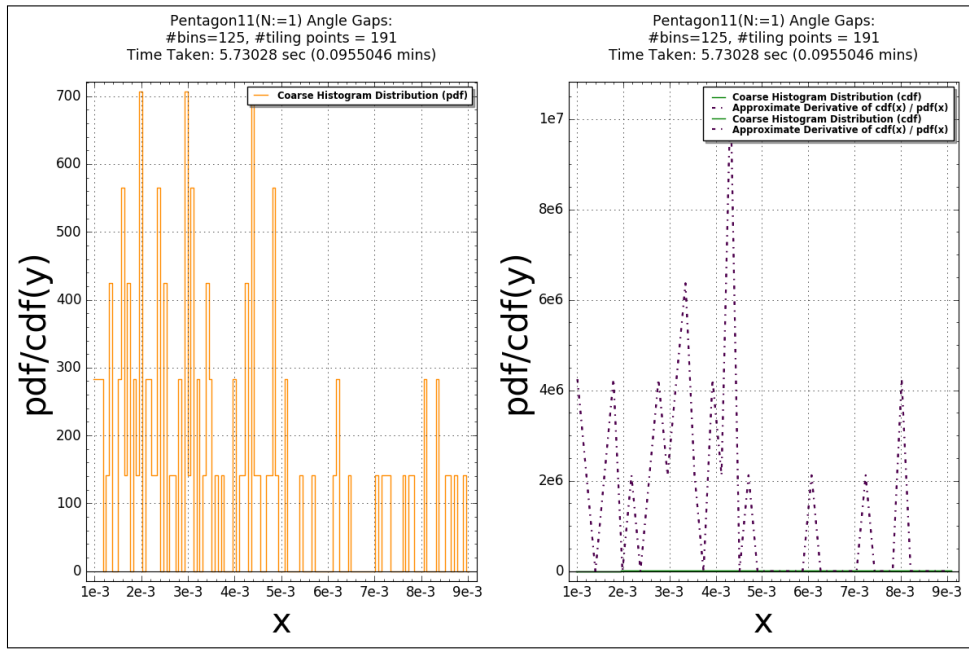 Pentagon11(N:=1) Angle Gaps:
#bins=125, #tiling points = 191
Time Taken: 5.73028 sec (0.0955046 mins)
Coarse Histogram Distribution (pdf)
700
600
500
400
300
200
100
0
pdf/cdf(y)
1e-3 2e-3 3e-3 4e-3 5e-3 6e-3 7e-3 8e-3 9e-3
x
Pentagon11(N:=1) Angle Gaps:
#bins=125, #tiling points = 191
Time Taken: 5.73028 sec (0.0955046 mins)
Coarse Histogram Distribution (cdf)
Approximate Derivative of cdf(x) / pdf(x)
Coarse Histogram Distribution (cdf)
Approximate Derivative of cdf(x) / pdf(x)
1e7
8e6
6e6
4e6
2e6
0
pdf/cdf(y)
1e-3 2e-3 3e-3 4e-3 5e-3 6e-3 7e-3 8e-3 9e-3
x